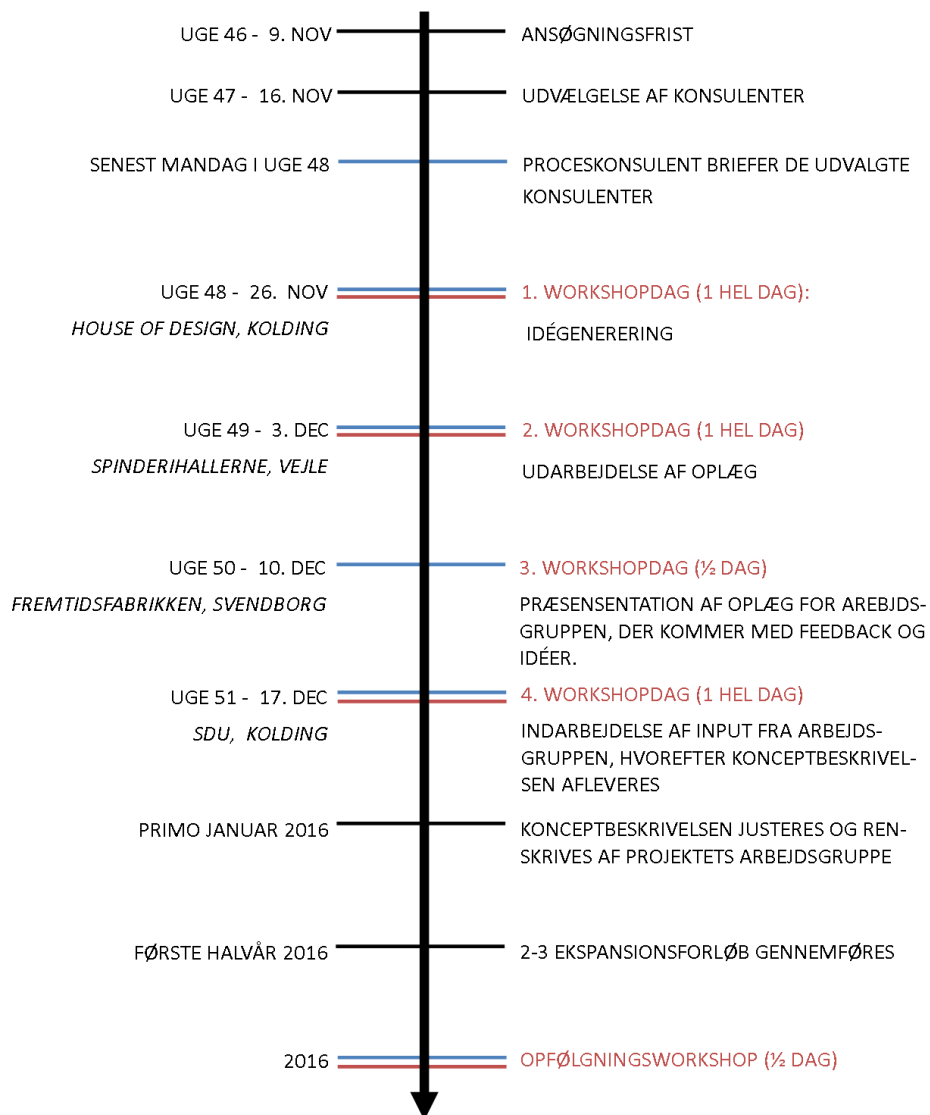 UGE 46 - 9. NOV
ANSØGNINGSFRIST
UGE 47 - 16. NOV
UDVÆLGELSE AF KONSULENTER
SENEST MANDAG I UGE 48
PROCESKONSULENT BRIEFER DE UDVALGTE
KONSULENTER
UGE 48 - 26. NOV
HOUSE OF DESIGN, KOLDING
1. WORKSHOPDAG (1 HEL DAG):
IDÉGENERERING
UGE 49 - 3. DEC
SPINDERIHALLERNE, VEJLE
2. WORKSHOPDAG (1 HEL DAG)
UDARBEJDELSE AF OPLÆG
UGE 50 - 10. DEC
FREMTIDSFABRIKKEN, SVENDBORG
3. WORKSHOPDAG (½ DAG)
PRÆSENSENTATION AF OPLÆG FOR AREBJDS-
GRUPPEN, DER KOMMER MED FEEDBACK OG
IDÉER.
UGE 51 - 17. DEC
SDU, KOLDING
4. WORKSHOPDAG (1 HEL DAG)
INDARBEJDELSE AF INPUT FRA ARBEJDS-
GRUPPEN, HVOREFTER KONCEPTBESKRIVEL-
SEN AFLEVERES
PRIMO JANUAR 2016
KONCEPTBESKRIVELSEN JUSTERES OG REN-
SKRIVES AF PROJEKTETS ARBEJDSGRUPPE
FØRSTE HALVÅR 2016
2-3 EKSPANSIONSFORLØB GENNEMFØRES
2016
OPFØLGNINGSWORKSHOP (½ DAG)